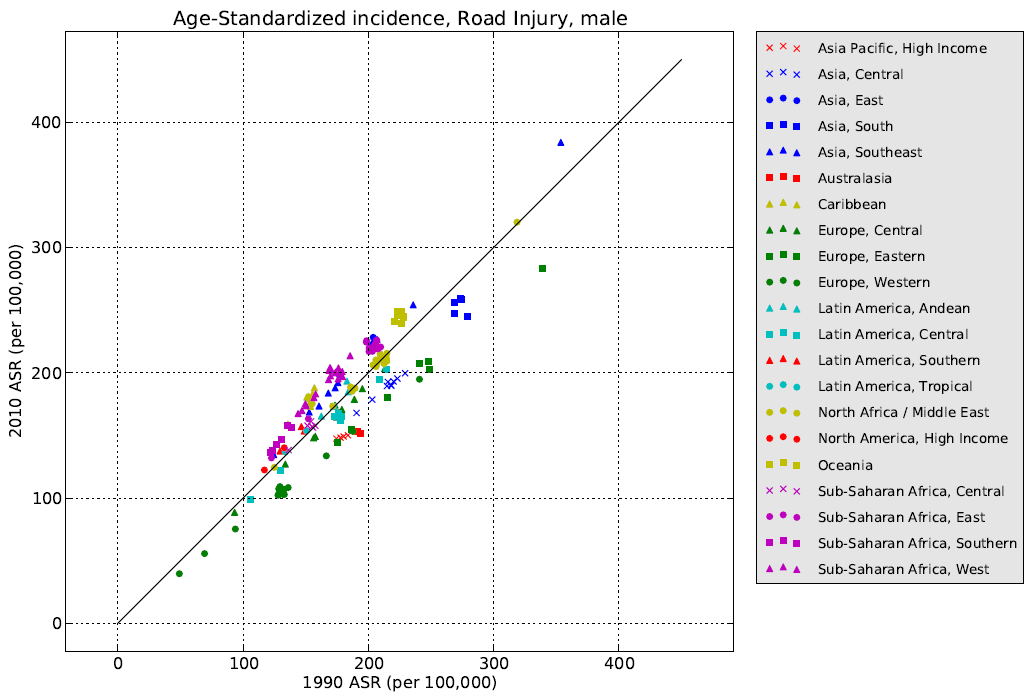 Age-Standardized incidence, Road Injury, male
2010 ASR (per 100,000)
400
300
200
100
0
0 100 200 300 400
1990 ASR (per 100,000)
Asia Pacific, High Income
Asia, Central
Asia, East
Asia, South
Asia, Southeast
Australasia
Caribbean
Europe, Central
Europe, Eastern
Europe, Western
Latin America, Andean
Latin America, Central
Latin America, Southern
Latin America, Tropical
North Africa / Middle East
North America, High Income
Oceania
Sub-Saharan Africa, Central
Sub-Saharan Africa, East
Sub-Saharan Africa, Southern
Sub-Saharan Africa, West